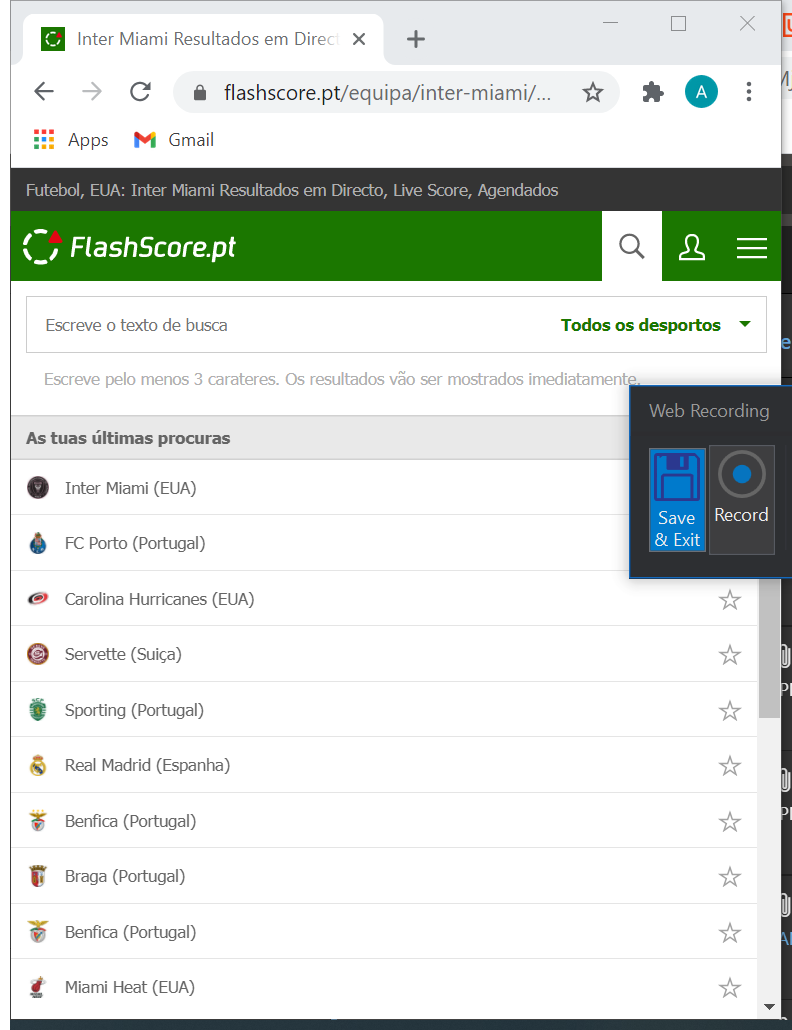 Inter Miami Resultados em Direct
flashscore.pt/equipa/inter-miami/...
A
Apps
Gmail
Futebol, EUA: Inter Miami Resultados em Directo, Live Score, Agendados
FlashScore.pt
Escreve o texto de busca
Todos os desportos
Escreve pelo menos 3 carateres. Os resultados vão ser mostrados imediatamente.
Web Recording
Save
& Exit
Record
As tuas últimas procuras
Inter Miami (EUA)
FC Porto (Portugal)
Carolina Hurricanes (EUA)
Servette (Suiça)
Sporting (Portugal)
Real Madrid (Espanha)
Benfica (Portugal)
Braga (Portugal)
Benfica (Portugal)
Miami Heat (EUA)